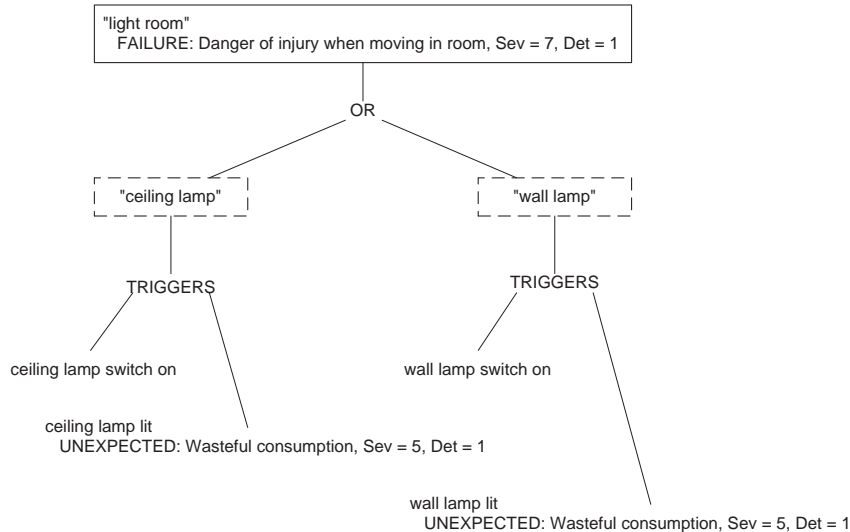 "light room"
FAILURE: Danger of injury when moving in room, Sev = 7, Det = 1
OR
"ceiling lamp"
"wall lamp"
TRIGGERS
TRIGGERS
ceiling lamp switch on
wall lamp switch on
ceiling lamp lit
UNEXPECTED: Wasteful consumption, Sev = 5, Det = 1
wall lamp lit
UNEXPECTED: Wasteful consumption, Sev = 5, Det = 1